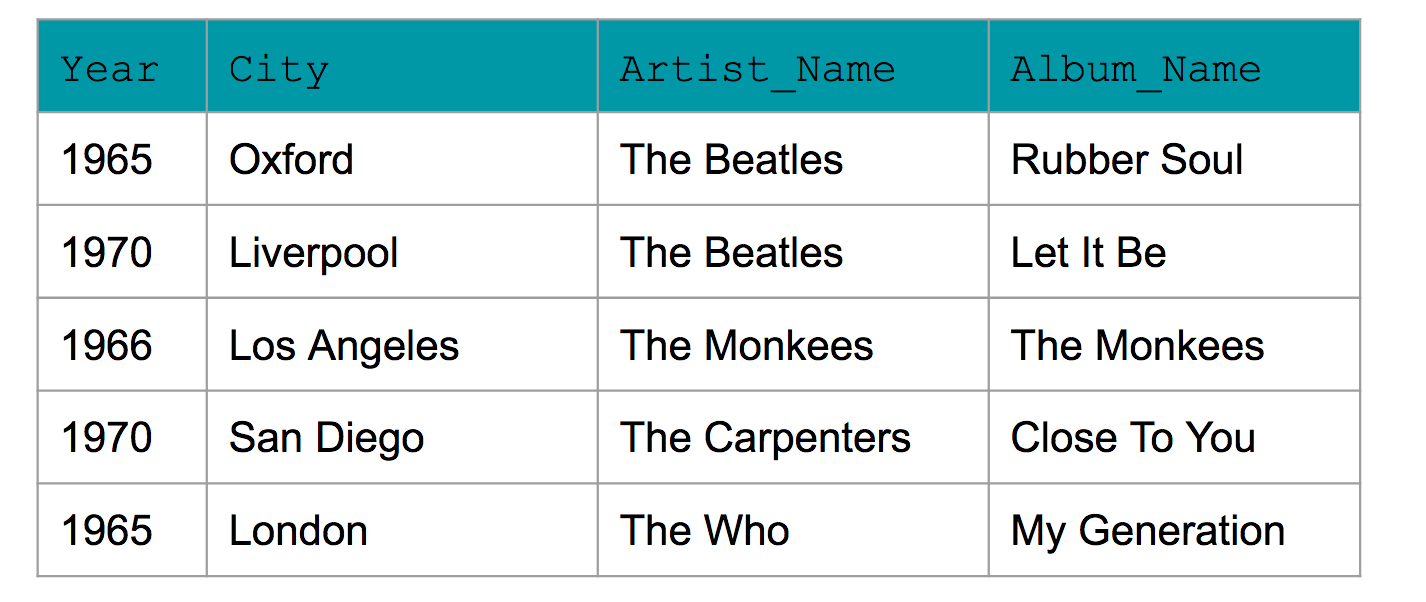 Year City Artist_Name Album_Name
1965 Oxford The Beatles Rubber Soul
1970 Liverpool The Beatles Let It Be
1966 Los Angeles The Monkees The Monkees
1970 San Diego The Carpenters Close To You
1965 London The Who My Generation